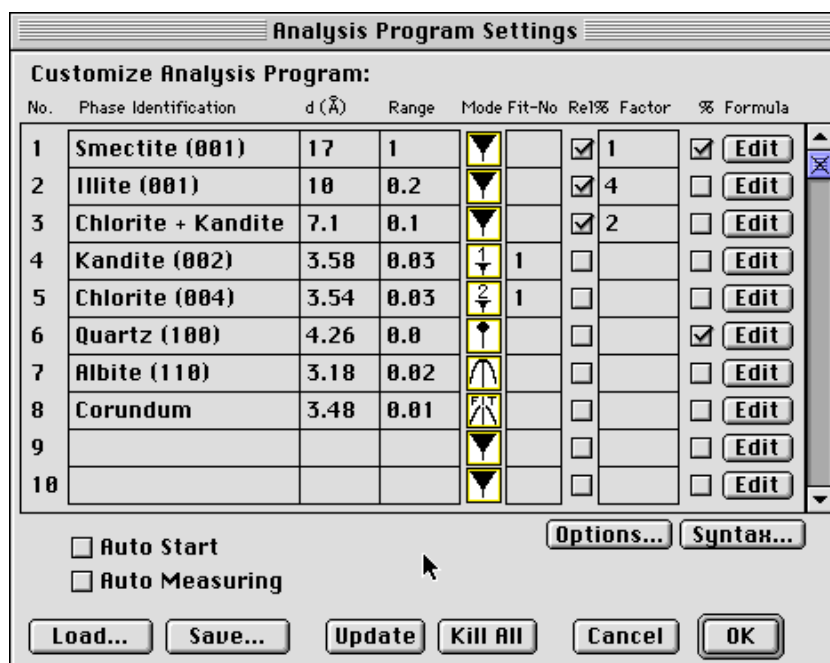 Analysis Program Settings
Customize Analysis Program:
No. Phase Identification d (Å) Range Mode Fit-No Rel% Factor % Formula
1 Smectite (001) 17 1 1 Edit
2 Illite (001) 10 0.2 4 Edit
3 Chlorite + Kandite 7.1 0.1 2 Edit
4 Kandite (002) 3.58 0.03 1 1 Edit
5 Chlorite (004) 3.54 0.03 2 1 Edit
6 Quartz (100) 4.26 0.0 Edit
7 Albite (110) 3.18 0.02 Edit
8 Corundum 3.48 0.01 FIT Edit
9 Edit
10 Edit
Options... Syntax...
Auto Start
Auto Measuring
Load... Save... Update Kill All Cancel OK